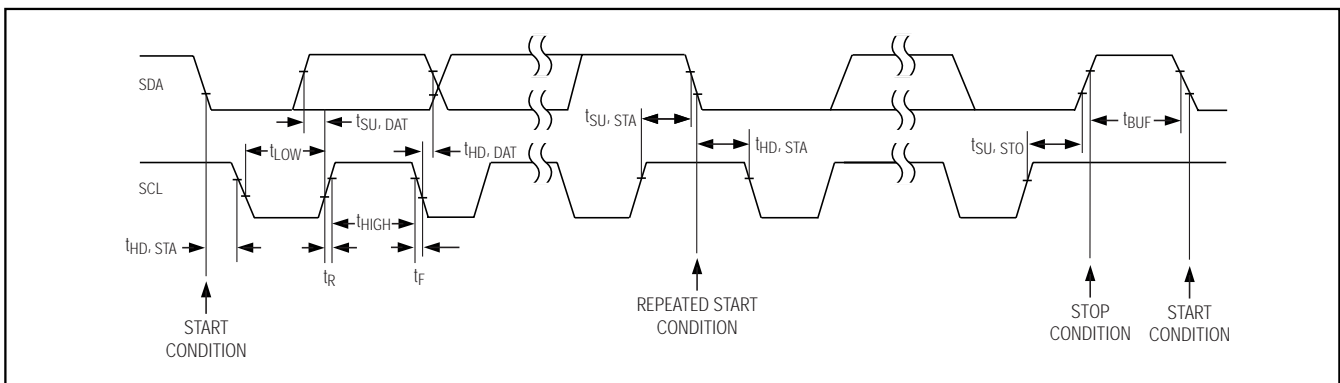 SDA
tSU, DAT
tLOW
tHD, DAT
tSU, STA
tHD, STA
tSU, STO
tBUF
SCL
tHIGH
tHD, STA
tR
tF
START
CONDITION
REPEATED START
CONDITION
STOP
CONDITION
START
CONDITION